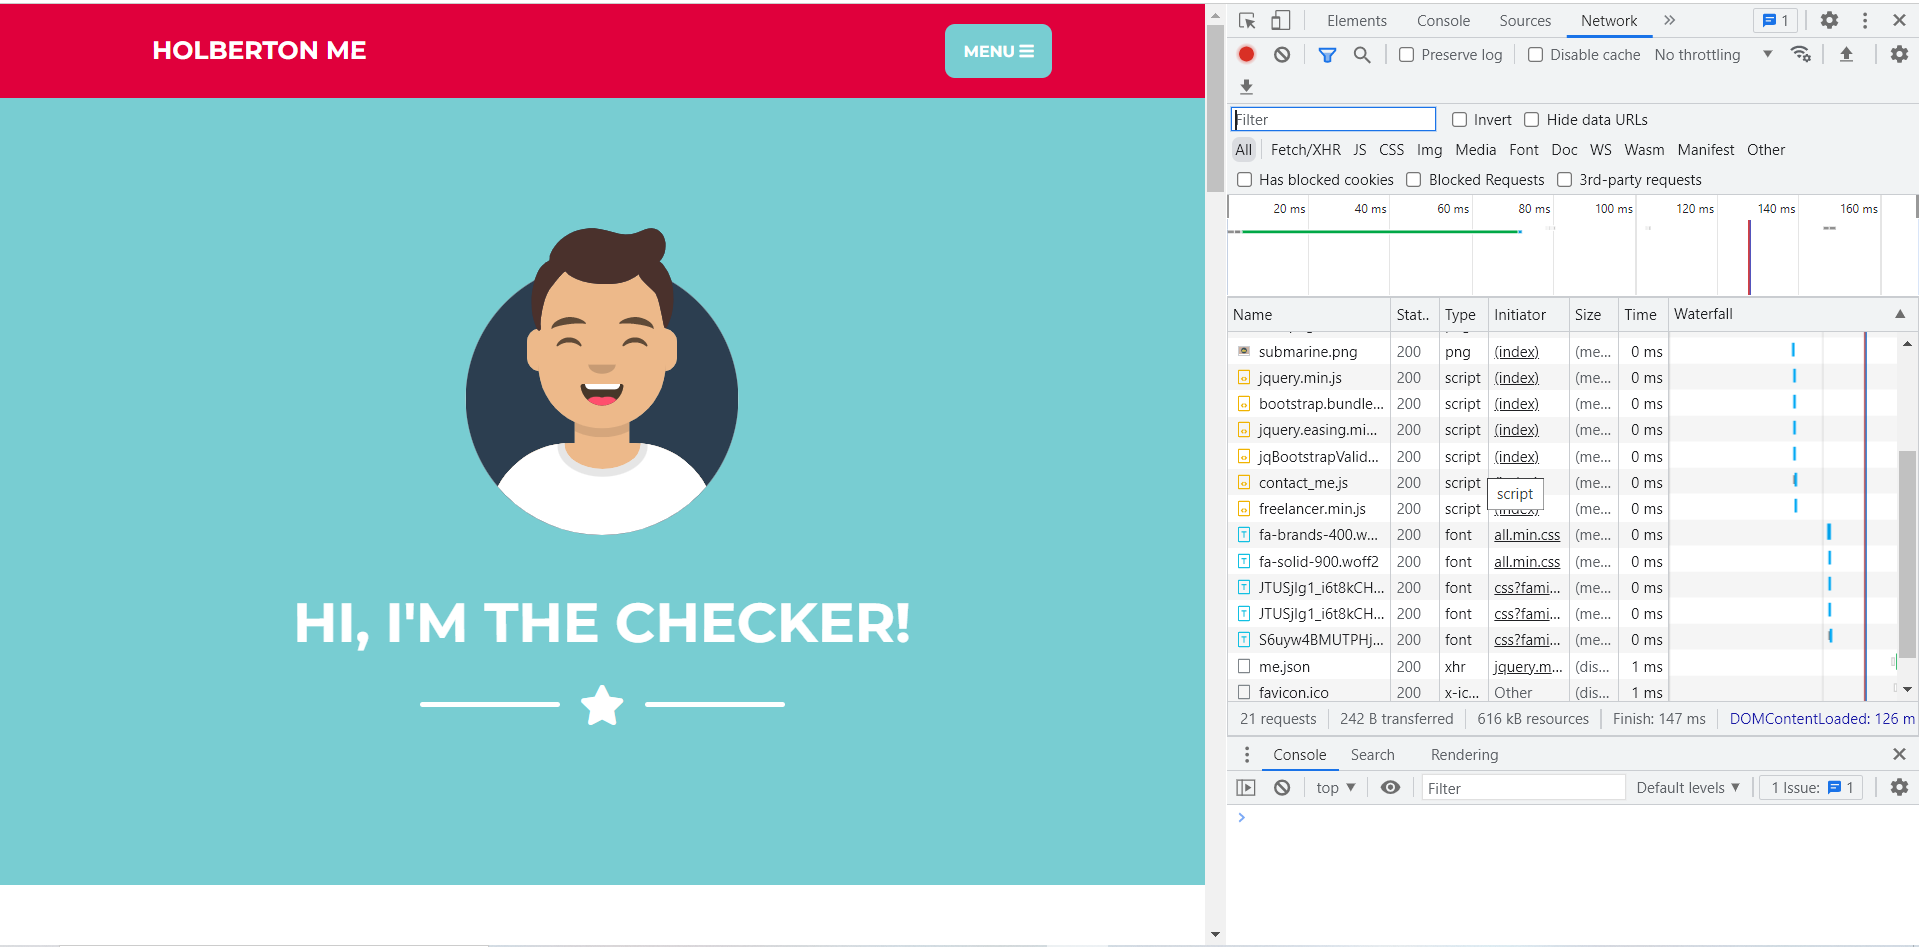 HOLBERTON ME
MENU
HI, I'M THE CHECKER!
Elements Console Sources Network 1
Preserve log Disable cache No throttling
Filter Invert Hide data URLs
All Fetch/XHR JS CSS Img Media Font Doc WS Wasm Manifest Other
Has blocked cookies Blocked Requests 3rd-party requests
20 ms 40 ms 60 ms 80 ms 100 ms 120 ms 140 ms 160 ms
Name Stat.. Type Initiator Size Time Waterfall
submarine.png 200 png (index) (me... 0 ms
jquery.min.js 200 script (index) (me... 0 ms
bootstrap.bundle... 200 script (index) (me... 0 ms
jquery.easing.mi... 200 script (index) (me... 0 ms
jqBootstrapValid... 200 script (index) (me... 0 ms
contact_me.js 200 script (me... 0 ms
script
freelancer.min.js 200 script (index) (me... 0 ms
fa-brands-400.w... 200 font all.min.css (me... 0 ms
fa-solid-900.woff2 200 font all.min.css (me... 0 ms
JTUSjIg1_i6t8kCH... 200 font css?fami... (me... 0 ms
JTUSjIg1_i6t8kCH... 200 font css?fami... (me... 0 ms
S6uyw4BMUTPHj... 200 font css?fami... (me... 0 ms
me.json 200 xhr jquery.m... (dis... 1 ms
favicon.ico 200 x-ic... Other (dis... 1 ms
21 requests 242 B transferred 616 kB resources Finish: 147 ms DOMContentLoaded: 126 m
Console Search Rendering
top Filter Default levels 1 Issue: 1